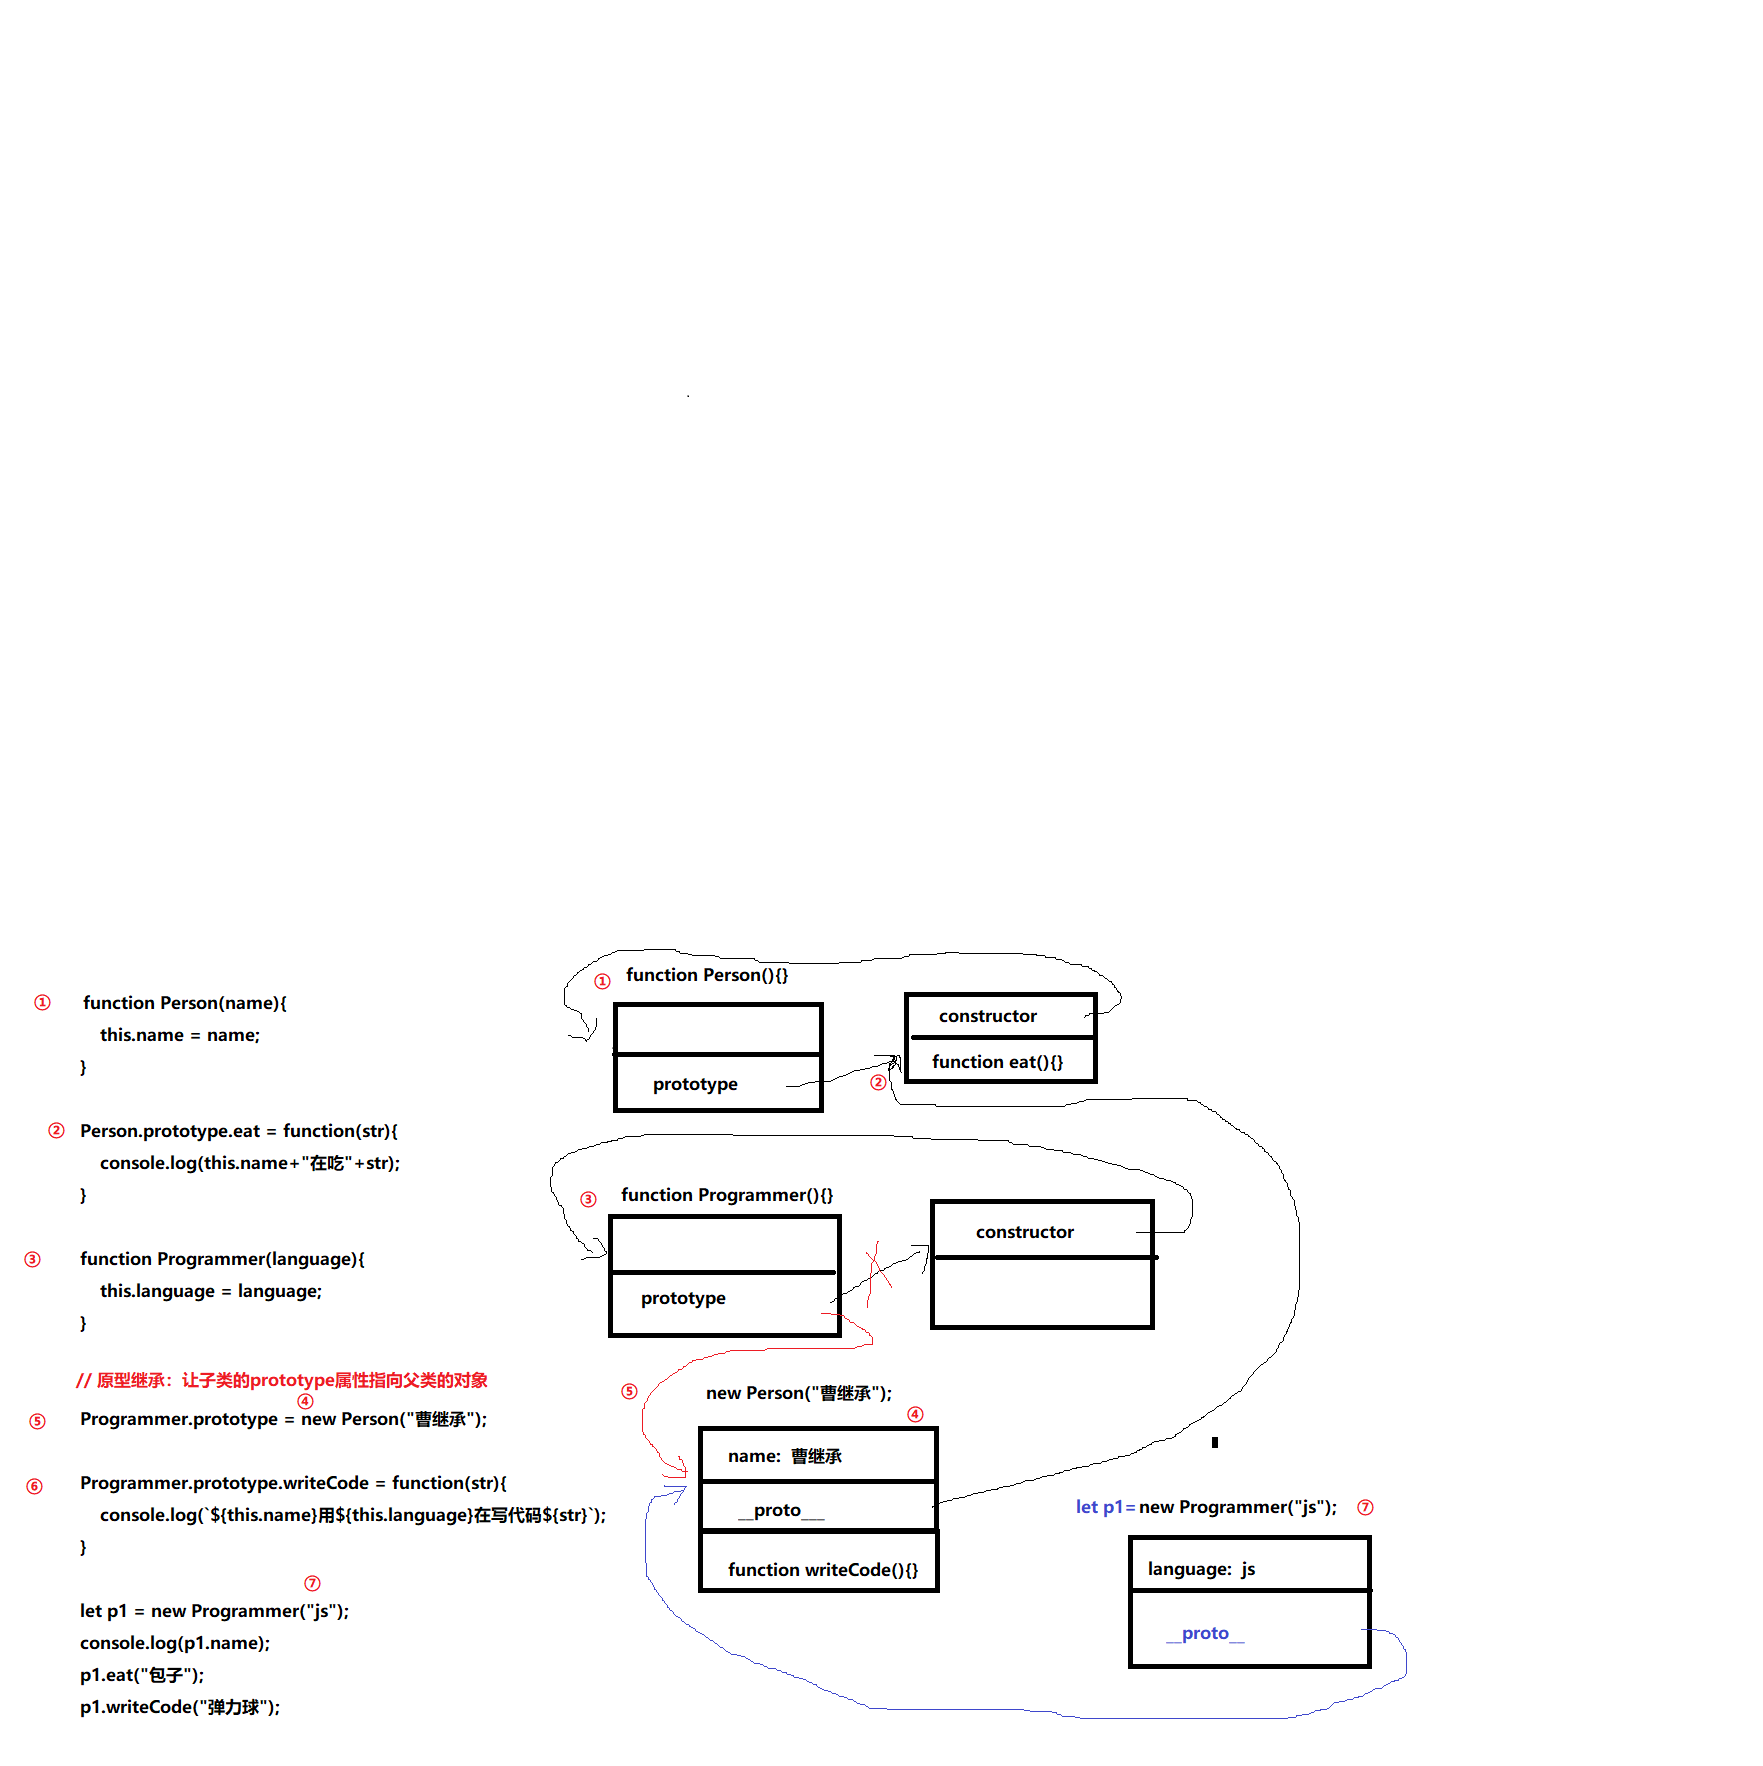 ① function Person(name){
this.name = name;
}
② Person.prototype.eat = function(str){
console.log(this.name+"在吃"+str);
}
③ function Programmer(language){
this.language = language;
}
// 原型继承：让子类的prototype属性指向父类的对象
④
⑤ Programmer.prototype = new Person("曹继承");
⑥ Programmer.prototype.writeCode = function(str){
console.log(`${this.name}用${this.language}在写代码${str}`);
}
⑦
let p1 = new Programmer("js");
console.log(p1.name);
p1.eat("包子");
p1.writeCode("弹力球");
① function Person(){}
prototype
constructor
② function eat(){}
③ function Programmer(){}
prototype
constructor
⑤ new Person("曹继承");
④
name: 曹继承
__proto___
function writeCode(){}
let p1= new Programmer("js"); ⑦
language: js
__proto__